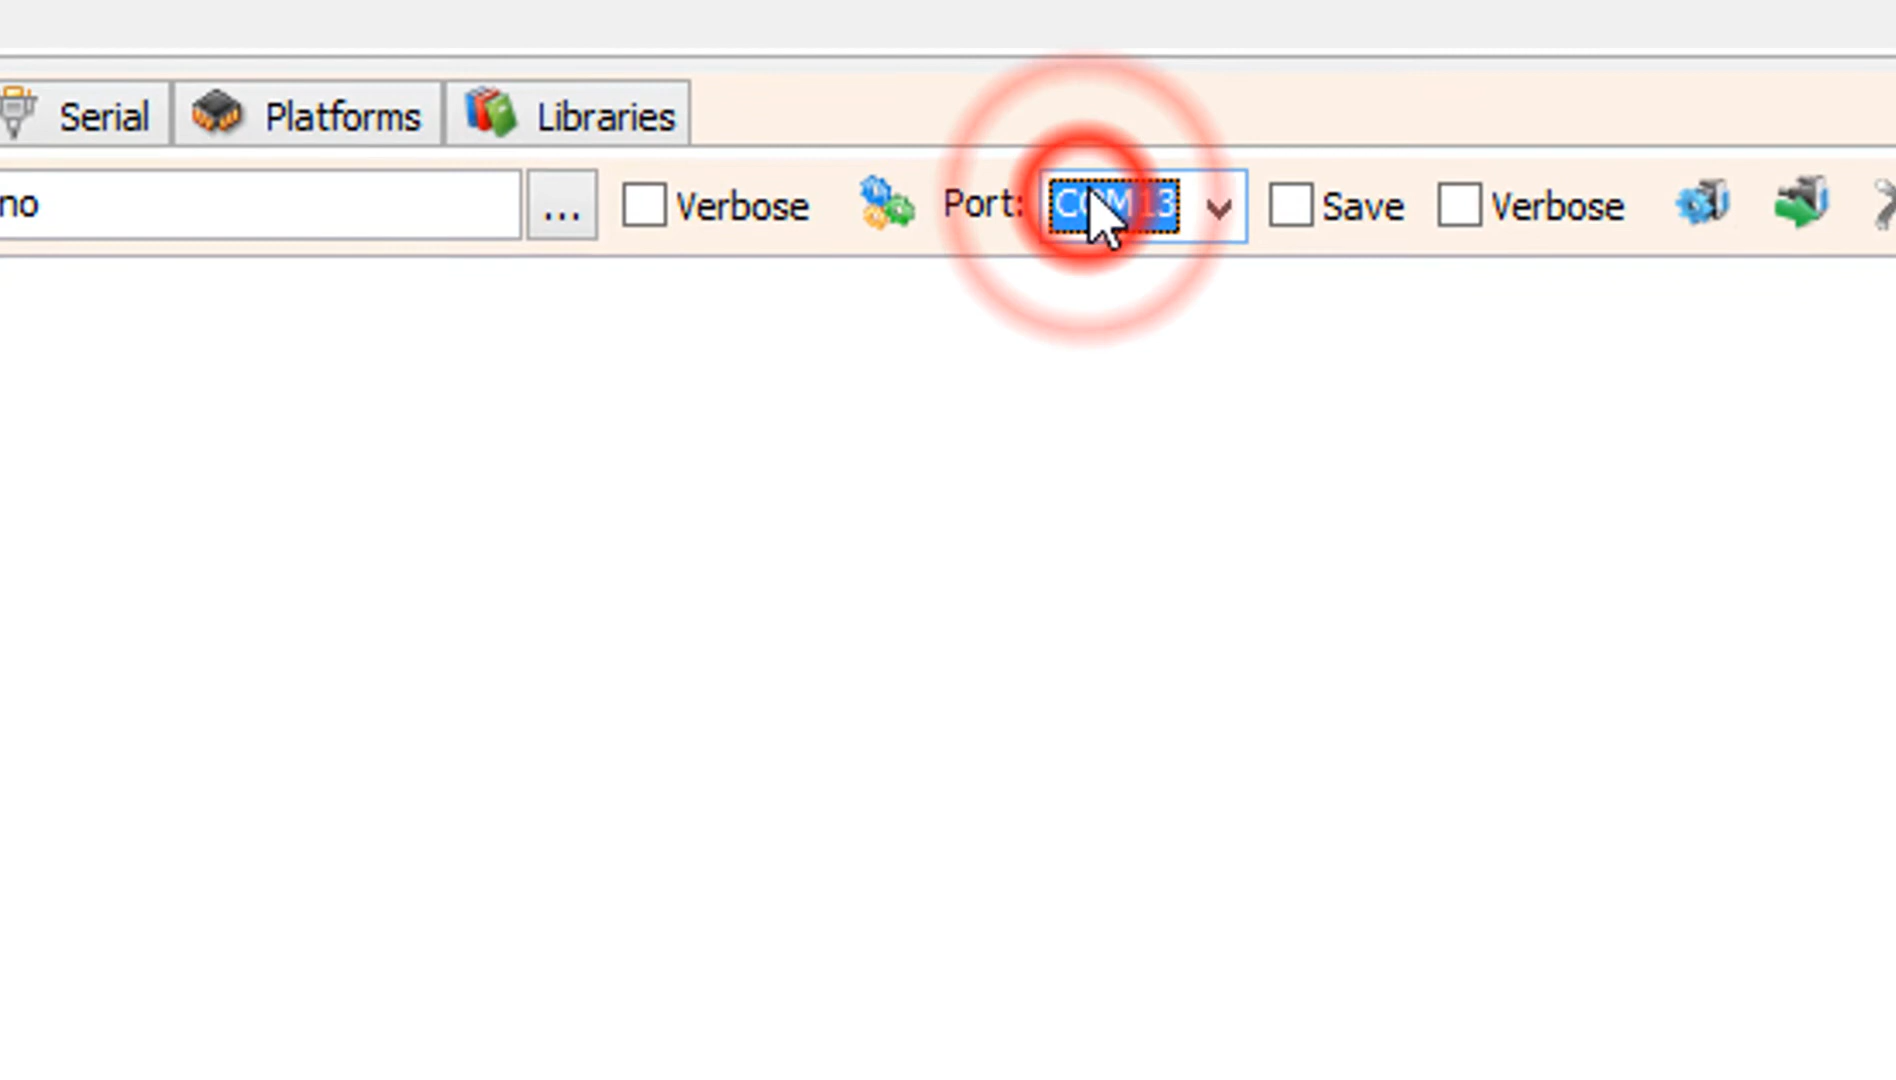 Serial Platforms Libraries
no ... Verbose Port: COM13 Save Verbose